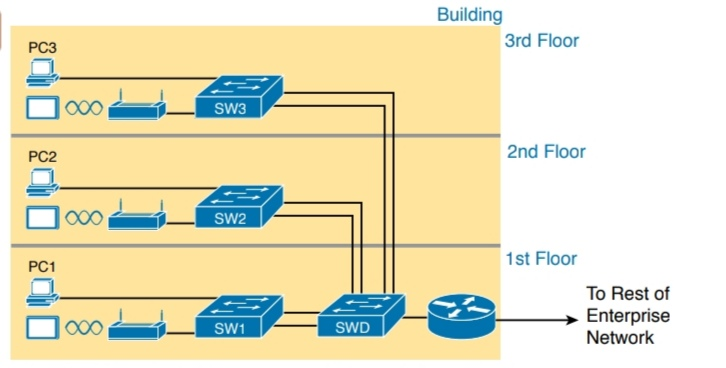 Building
3rd Floor
PC3
SW3
2nd Floor
PC2
SW2
1st Floor
PC1
SW1
SWD
To Rest of
Enterprise
Network